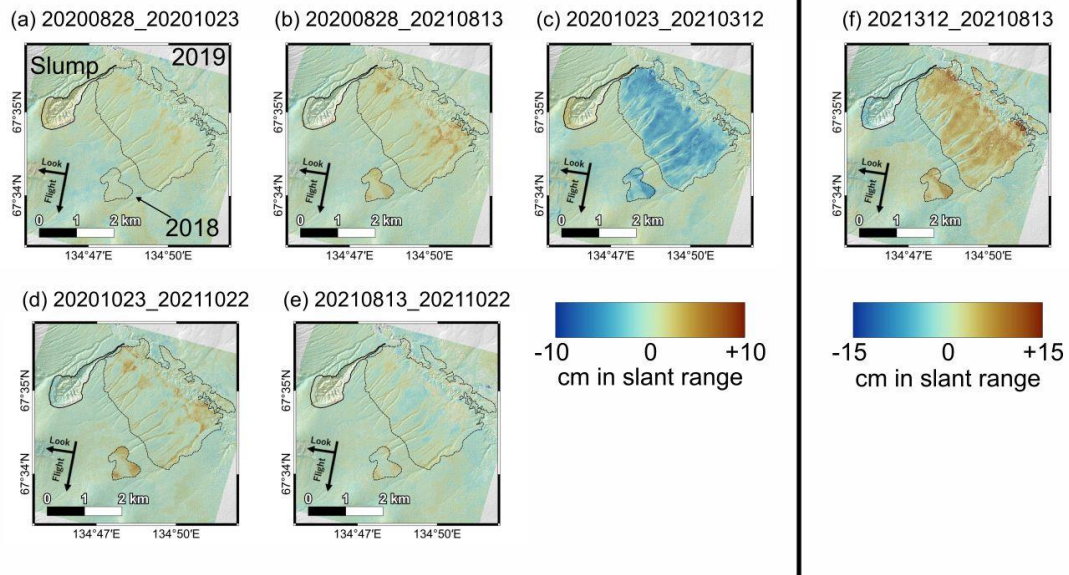 (a) 20200828_20201023
(b) 20200828_20210813
(c) 20201023_20210312
(f) 2021312_20210813
Slump
2019
67°35'N
67°34'N
Look
Flight
0 1 2 km
2018
134°47'E 134°50'E
67°35'N
67°34'N
Look
Flight
0 1 2 km
134°47'E 134°50'E
67°35'N
67°34'N
Look
Flight
0 1 2 km
134°47'E 134°50'E
67°35'N
67°34'N
Look
Flight
0 1 2 km
134°47'E 134°50'E
(d) 20201023_20211022
(e) 20210813_20211022
67°35'N
67°34'N
Look
Flight
0 1 2 km
134°47'E 134°50'E
67°35'N
67°34'N
Look
Flight
0 1 2 km
134°47'E 134°50'E
-10 0 +10
cm in slant range
-15 0 +15
cm in slant range